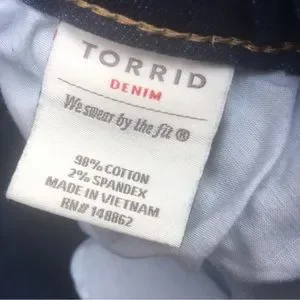 TORRID
DENIM
We swear by the fit ®
98% COTTON
2% SPANDEX
MADE IN VIETNAM
RN# 148862